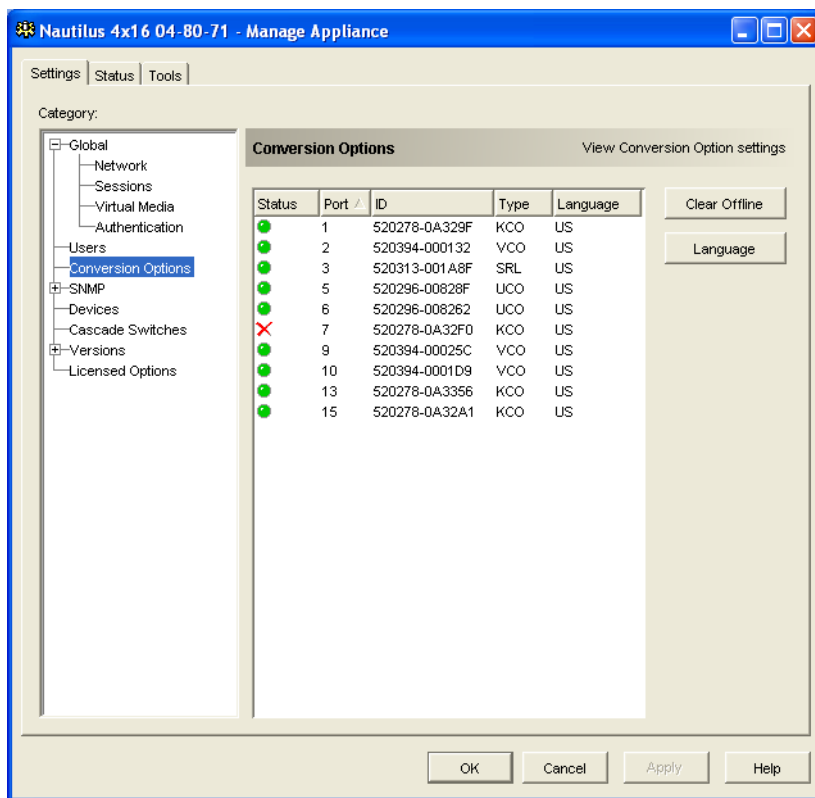 Nautilus 4x16 04-80-71 - Manage Appliance
Settings Status Tools
Category:
Global
Network
Sessions
Virtual Media
Authentication
Users
Conversion Options
SNMP
Devices
Cascade Switches
Versions
Licensed Options
Conversion Options View Conversion Option settings
Status Port ID Type Language
1 520278-0A329F KCO US
2 520394-000132 VCO US
3 520313-001A8F SRL US
5 520296-00828F UCO US
6 520296-008262 UCO US
7 520278-0A32F0 KCO US
9 520394-00025C VCO US
10 520394-0001D9 VCO US
13 520278-0A3356 KCO US
15 520278-0A32A1 KCO US
Clear Offline
Language
OK Cancel Apply Help